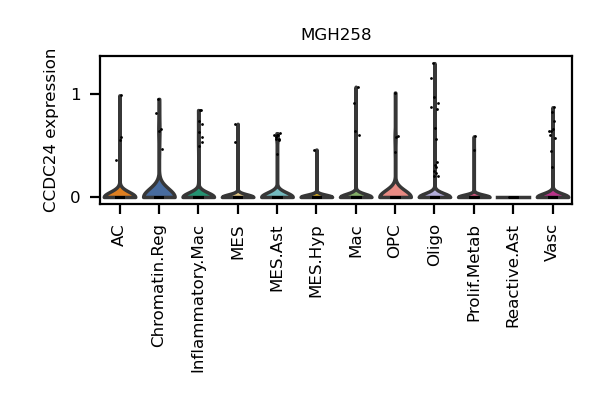 MGH258
CCDC24 expression
1
0
AC
Chromatin.Reg
Inflammatory.Mac
MES
MES.Ast
MES.Hyp
Mac
OPC
Oligo
Prolif.Metab
Reactive.Ast
Vasc